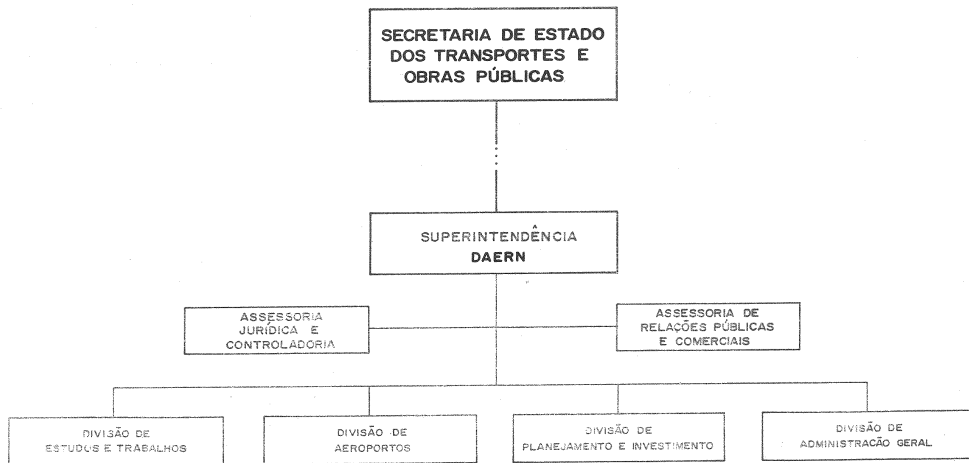 SECRETARIA DE ESTADO
DOS TRANSPORTES E
OBRAS PÚBLICAS
SUPERINTENDÊNCIA
DAERN
ASSESSORIA
JURÍDICA E
CONTROLADORIA
ASSESSORIA DE
RELAÇÕES PÚBLICAS
E COMERCIAIS
DIVISÃO DE
ESTUDOS E TRABALHOS
DIVISÃO DE
AEROPORTOS
DIVISÃO DE
PLANEJAMENTO E INVESTIMENTO
DIVISÃO DE
ADMINISTRAÇÃO GERAL